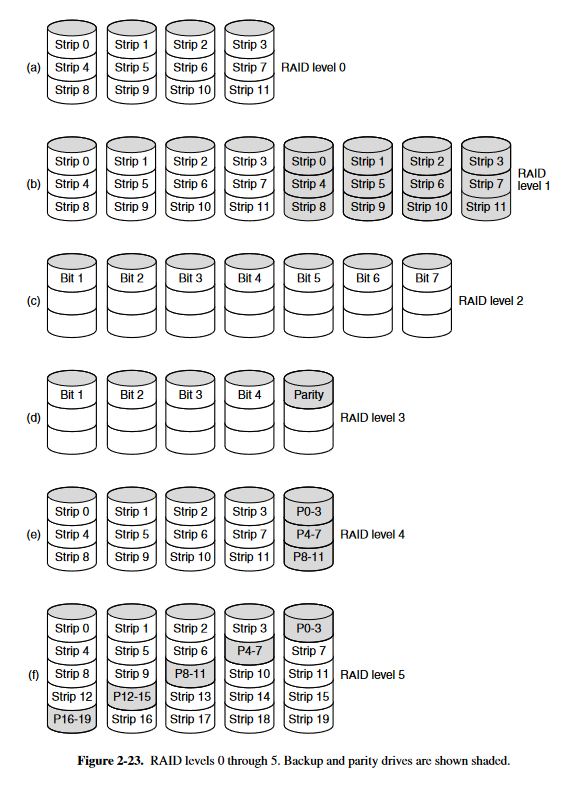 Strip 0 Strip 1 Strip 2 Strip 3
(a) Strip 4 Strip 5 Strip 6 Strip 7 RAID level 0
Strip 8 Strip 9 Strip 10 Strip 11
Strip 0 Strip 1 Strip 2 Strip 3 Strip 0 Strip 1 Strip 2 Strip 3
(b) Strip 4 Strip 5 Strip 6 Strip 7 Strip 4 Strip 5 Strip 6 Strip 7 RAID level 1
Strip 8 Strip 9 Strip 10 Strip 11 Strip 8 Strip 9 Strip 10 Strip 11
Bit 1 Bit 2 Bit 3 Bit 4 Bit 5 Bit 6 Bit 7
(c) RAID level 2
Bit 1 Bit 2 Bit 3 Bit 4 Parity
(d) RAID level 3
Strip 0 Strip 1 Strip 2 Strip 3 P0-3
(e) Strip 4 Strip 5 Strip 6 Strip 7 P4-7 RAID level 4
Strip 8 Strip 9 Strip 10 Strip 11 P8-11
Strip 0 Strip 1 Strip 2 Strip 3 P0-3
Strip 4 Strip 5 Strip 6 P4-7 Strip 7
(f) Strip 8 Strip 9 P8-11 Strip 10 Strip 11 RAID level 5
Strip 12 P12-15 Strip 13 Strip 14 Strip 15
P16-19 Strip 16 Strip 17 Strip 18 Strip 19
Figure 2-23. RAID levels 0 through 5. Backup and parity drives are shown shaded.